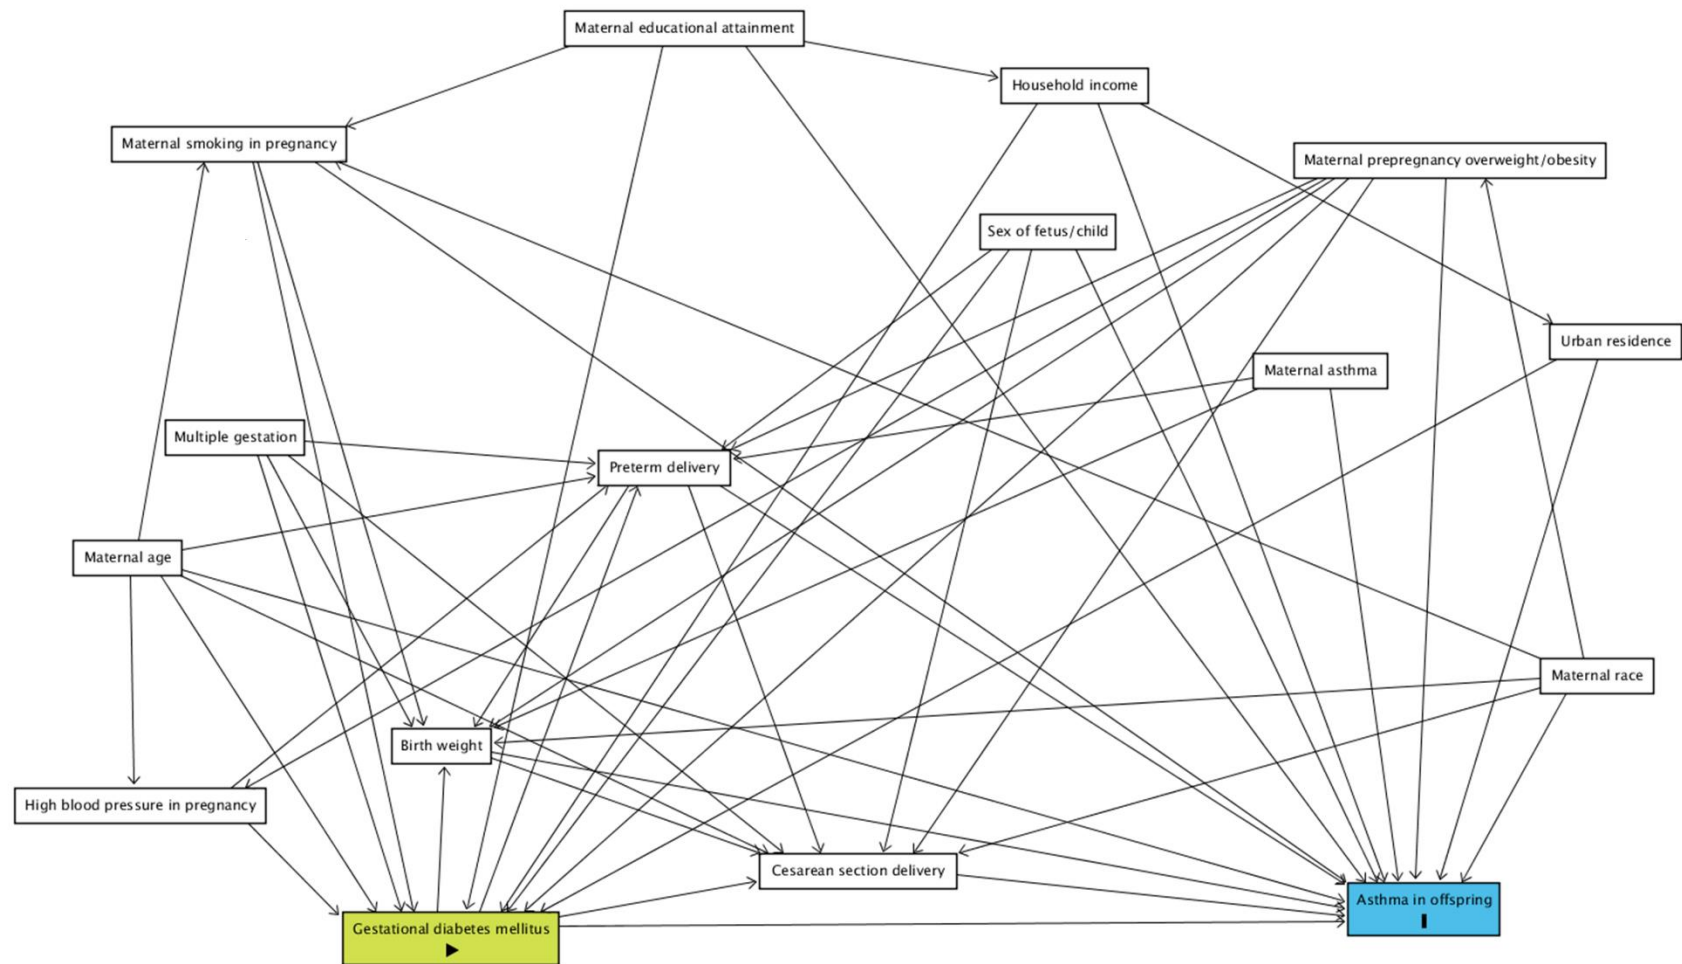 Maternal educational attainment
Household income
Maternal smoking in pregnancy
Maternal prepregnancy overweight/obesity
Sex of fetus/child
Urban residence
Maternal asthma
Multiple gestation
Preterm delivery
Maternal age
Maternal race
Birth weight
High blood pressure in pregnancy
Cesarean section delivery
Asthma in offspring
Gestational diabetes mellitus